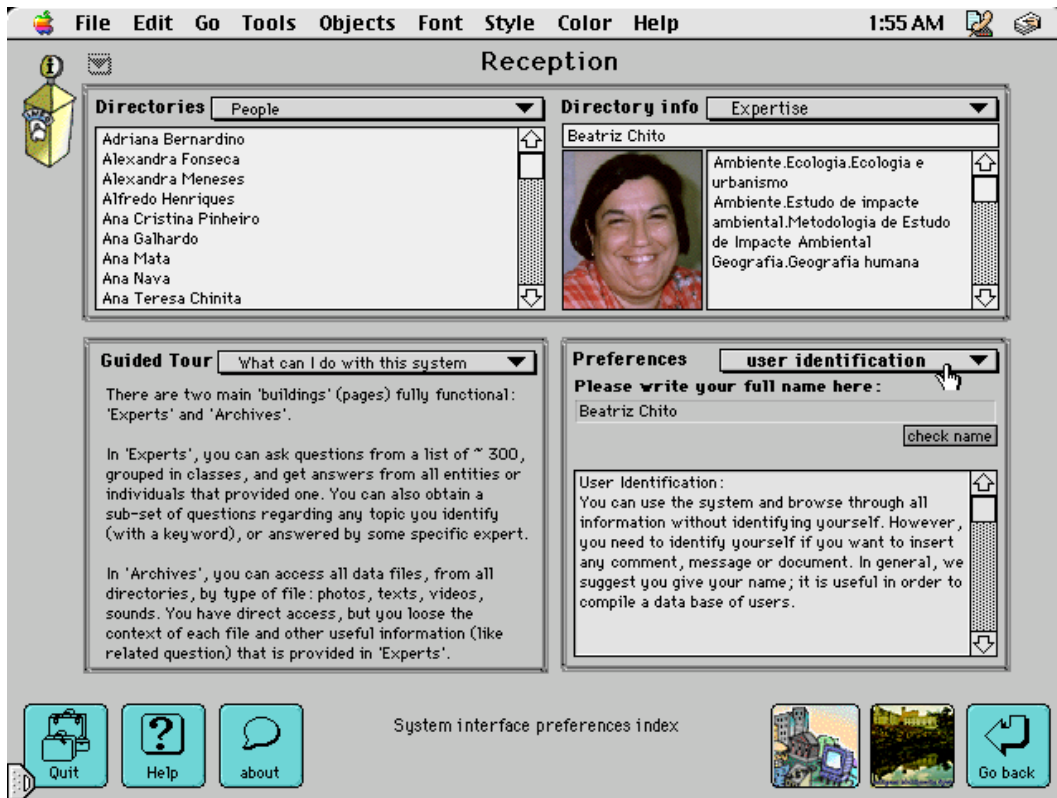 File Edit Go Tools Objects Font Style Color Help 1:55 AM
Reception
Directories People
Adriana Bernardino
Alexandra Fonseca
Alexandra Meneses
Alfredo Henriques
Ana Cristina Pinheiro
Ana Galhardo
Ana Mata
Ana Nava
Ana Teresa Chinita
Directory info Expertise
Beatriz Chito
Ambiente.Ecologia.Ecologia e
urbanismo
Ambiente.Estudo de impacte
ambiental.Metodologia de Estudo
de Impacte Ambiental
Geografia.Geografia humana
Guided Tour What can I do with this system
There are two main 'buildings' (pages) fully functional:
'Experts' and 'Archives'.
In 'Experts', you can ask questions from a list of ~ 300,
grouped in classes, and get answers from all entities or
individuals that provided one. You can also obtain a
sub-set of questions regarding any topic you identify
(with a keyword), or answered by some specific expert.
In 'Archives', you can access all data files, from all
directories, by type of file: photos, texts, videos,
sounds. You have direct access, but you loose the
context of each file and other useful information (like
related question) that is provided in 'Experts'.
Preferences user identification
Please write your full name here:
Beatriz Chito
check name
User Identification:
You can use the system and browse through all
information without identifying yourself. However,
you need to identify yourself if you want to insert
any comment, message or document. In general, we
suggest you give your name; it is useful in order to
compile a data base of users.
Quit
Help
about
System interface preferences index
Go back